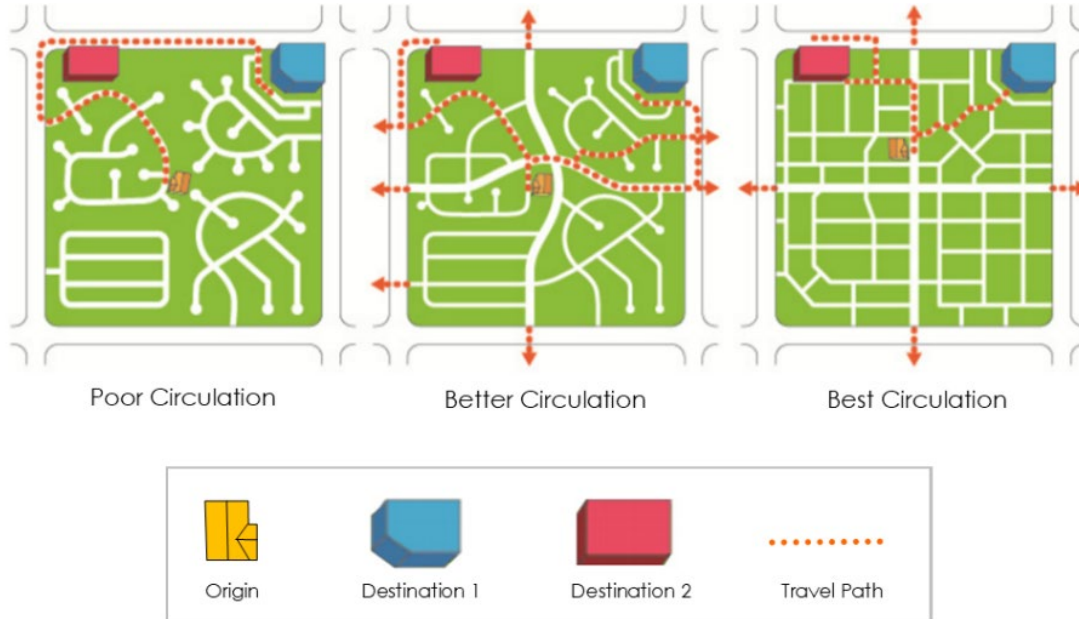 Poor Circulation
Better Circulation
Best Circulation
Origin
Destination 1
Destination 2
Travel Path